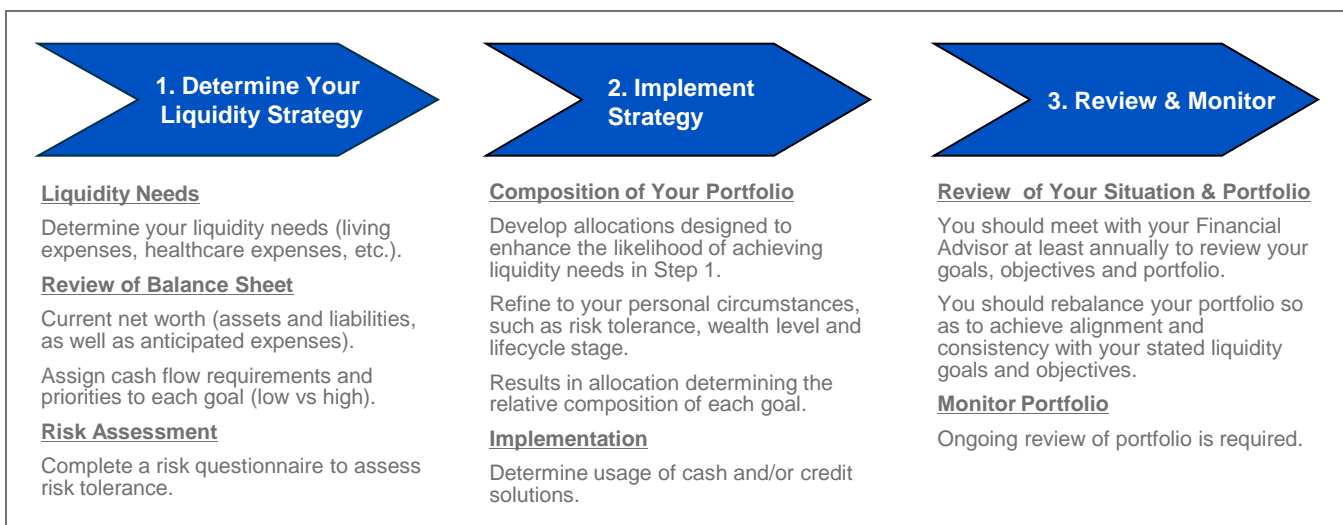 1. Determine Your
Liquidity Strategy
Liquidity Needs
Determine your liquidity needs (living
expenses, healthcare expenses, etc.).
Review of Balance Sheet
Current net worth (assets and liabilities,
as well as anticipated expenses).
Assign cash flow requirements and
priorities to each goal (low vs high).
Risk Assessment
Complete a risk questionnaire to assess
risk tolerance.
2. Implement
Strategy
Composition of Your Portfolio
Develop allocations designed to
enhance the likelihood of achieving
liquidity needs in Step 1.
Refine to your personal circumstances,
such as risk tolerance, wealth level and
lifecycle stage.
Results in allocation determining the
relative composition of each goal.
Implementation
Determine usage of cash and/or credit
solutions.
3. Review & Monitor
Review of Your Situation & Portfolio
You should meet with your Financial
Advisor at least annually to review your
goals, objectives and portfolio.
You should rebalance your portfolio so
as to achieve alignment and
consistency with your stated liquidity
goals and objectives.
Monitor Portfolio
Ongoing review of portfolio is required.